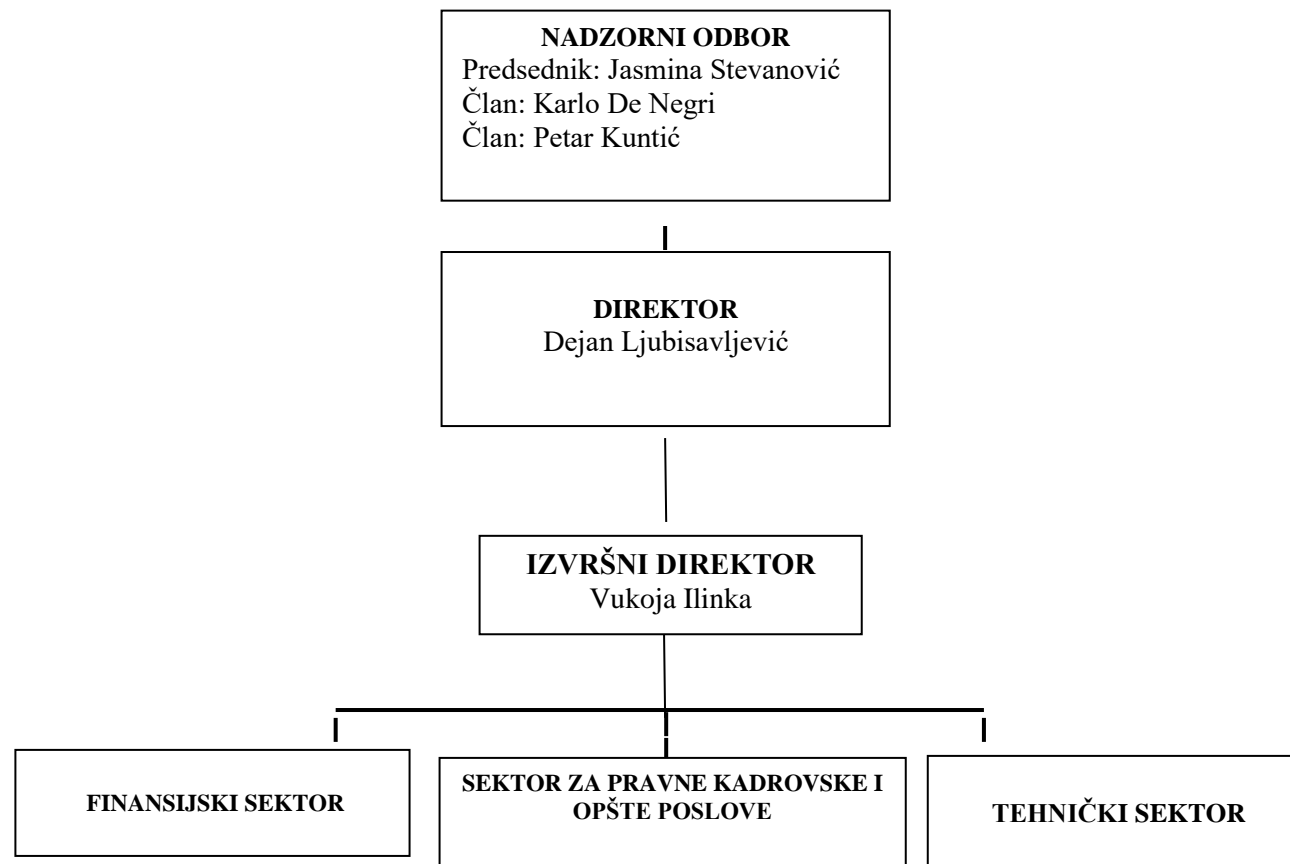 NADZORNI ODBOR
Predsednik: Jasmina Stevanović
Član: Karlo De Negri
Član: Petar Kuntić
DIREKTOR
Dejan Ljubisavljević
IZVRŠNI DIREKTOR
Vukoja Ilinka
FINANSIJSKI SEKTOR
SEKTOR ZA PRAVNE KADROVSKE I
OPŠTE POSLOVE
TEHNIČKI SEKTOR